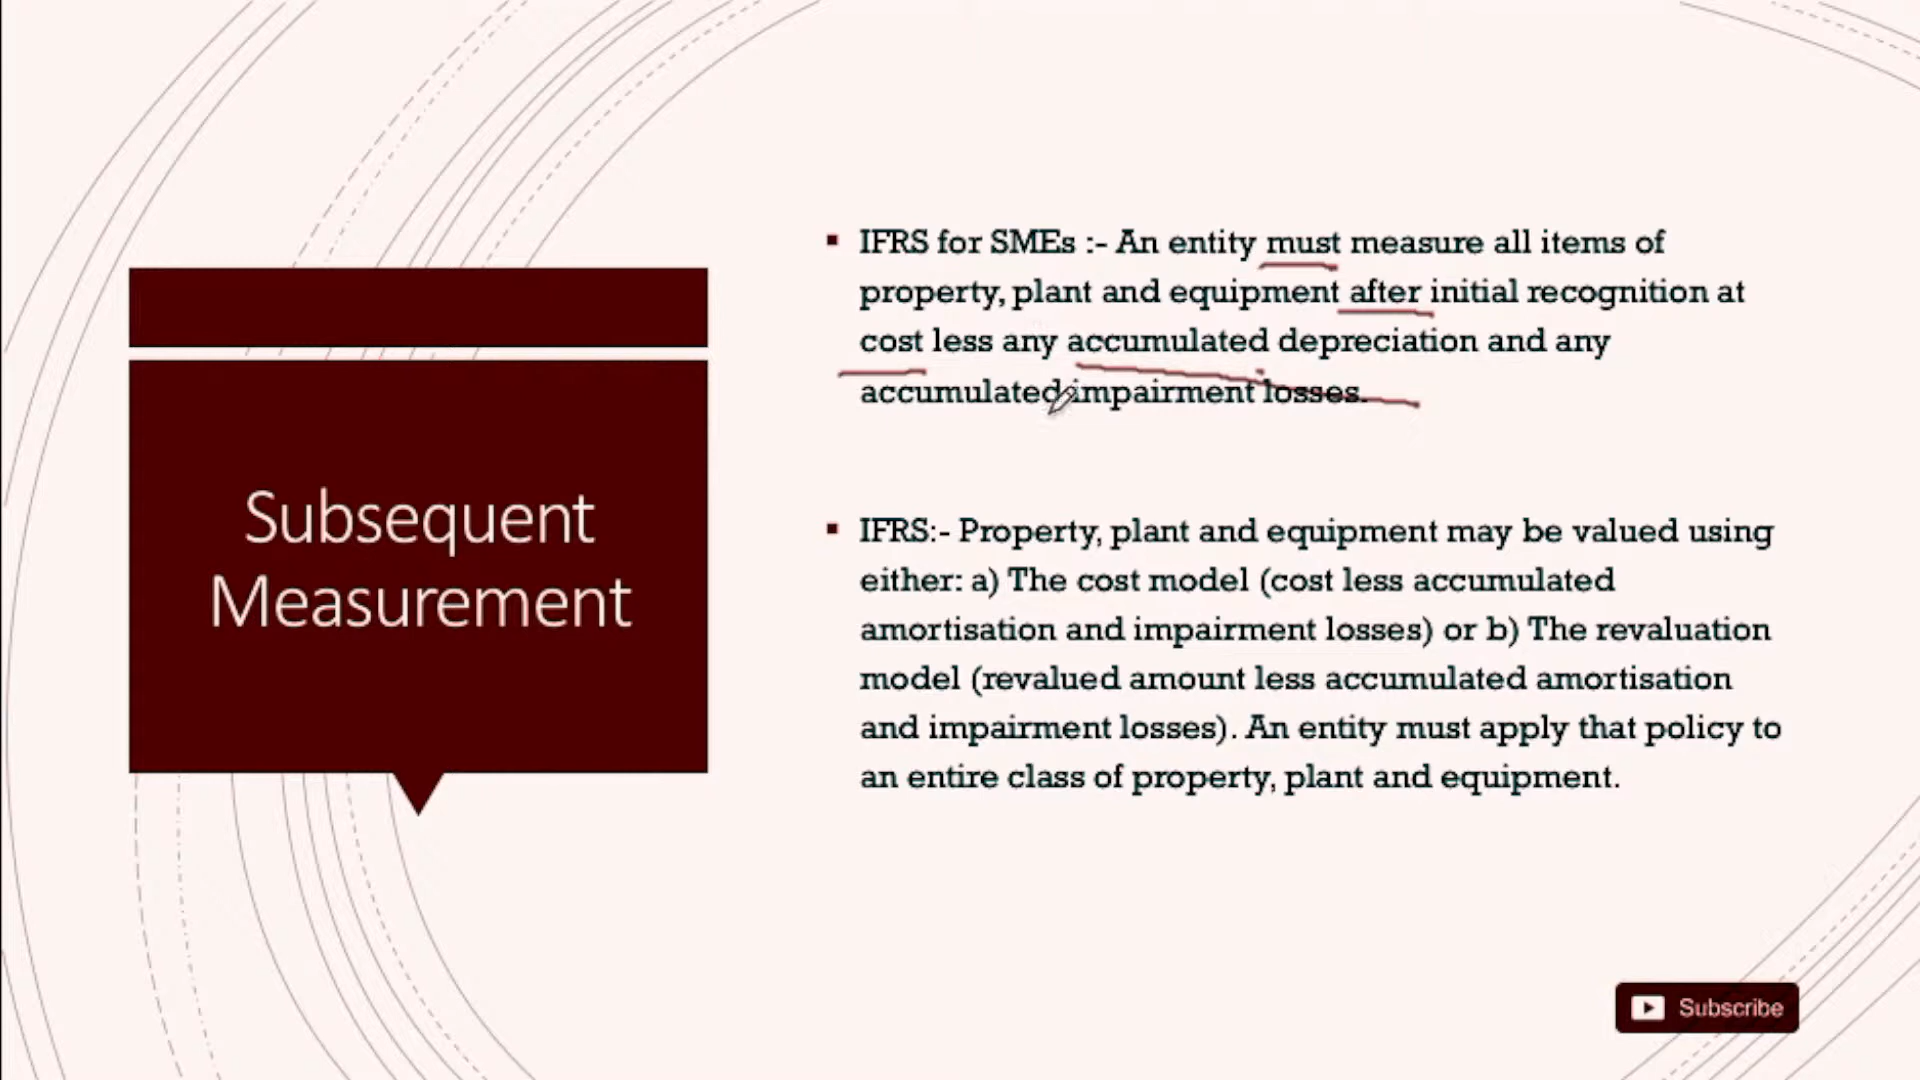 Subsequent
Measurement
IFRS for SMEs :- An entity must measure all items of
property, plant and equipment after initial recognition at
cost less any accumulated depreciation and any
accumulated impairment losses.
IFRS:- Property, plant and equipment may be valued using
either: a) The cost model (cost less accumulated
amortisation and impairment losses) or b) The revaluation
model (revalued amount less accumulated amortisation
and impairment losses). An entity must apply that policy to
an entire class of property, plant and equipment.
Subscribe